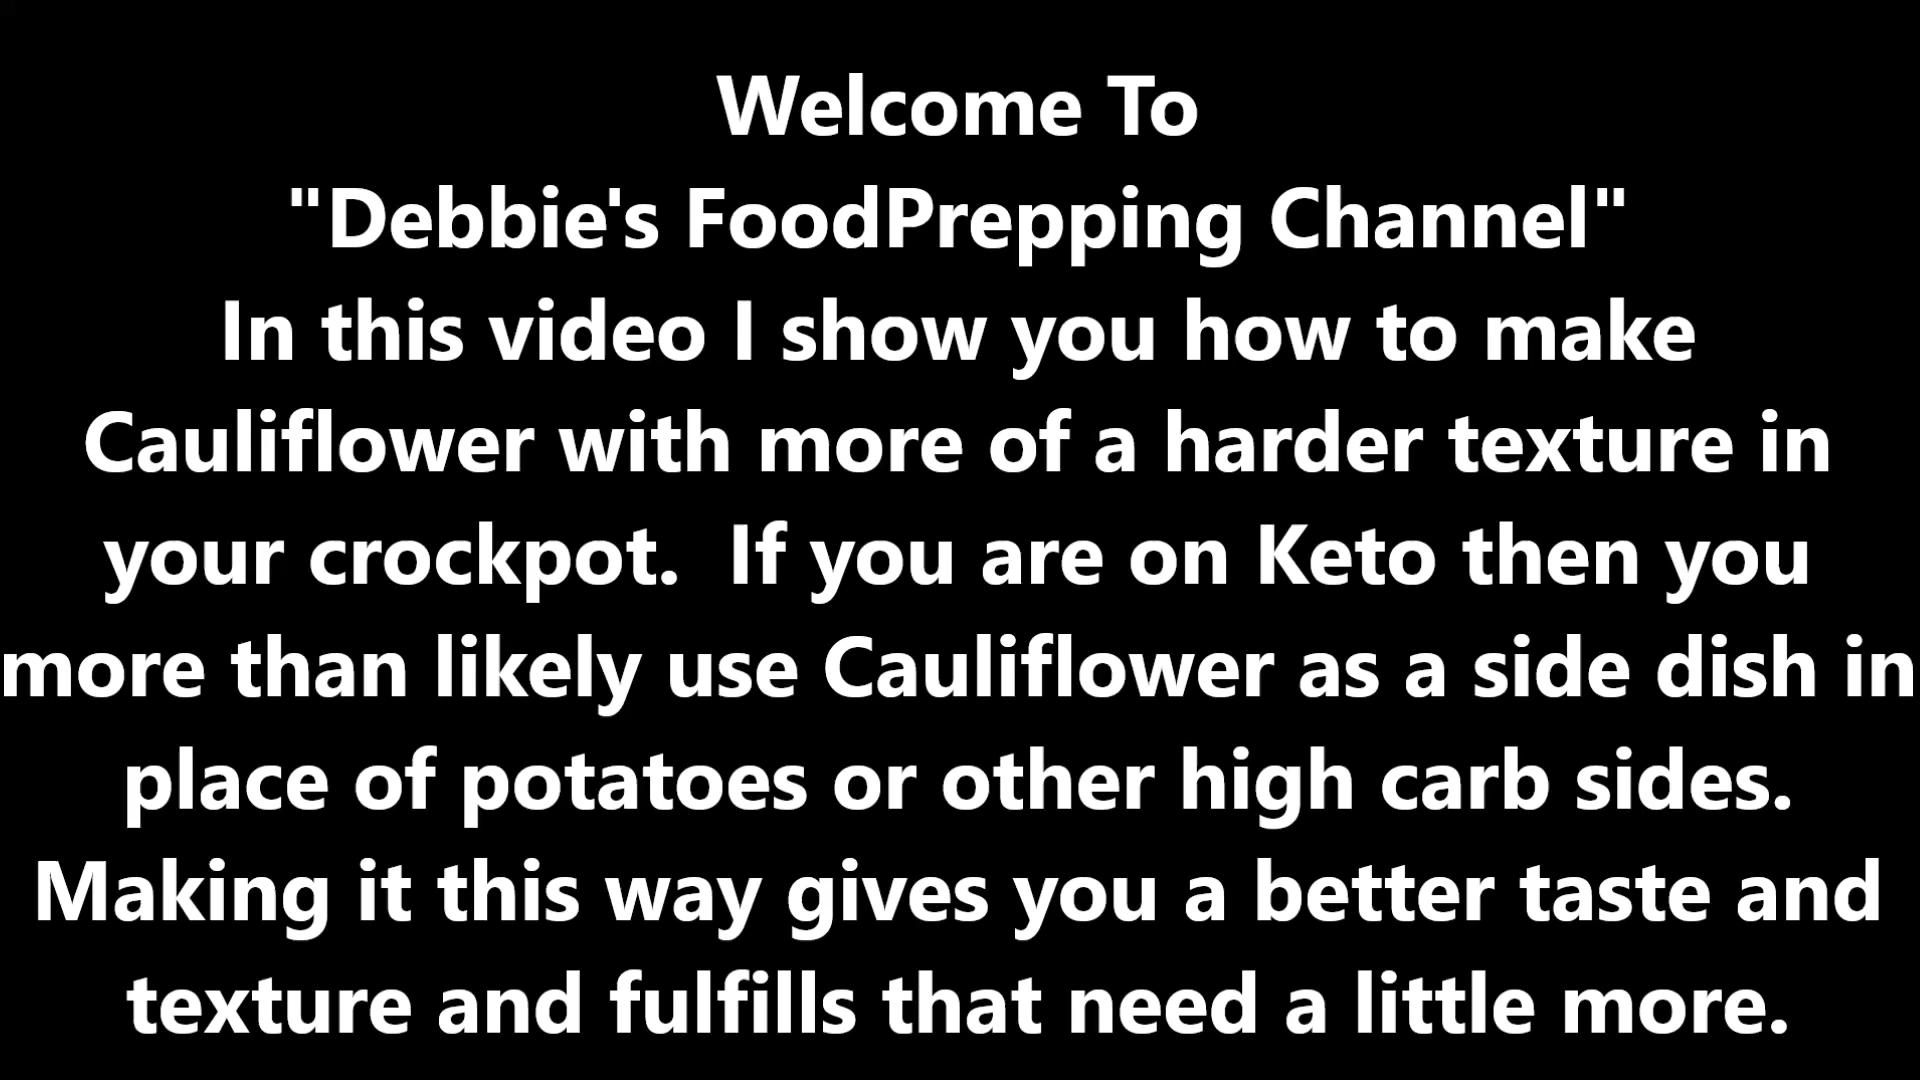 Welcome To
"Debbie's FoodPrepping Channel"
In this video I show you how to make
Cauliflower with more of a harder texture in
your crockpot.  If you are on Keto then you
more than likely use Cauliflower as a side dish in
place of potatoes or other high carb sides.
Making it this way gives you a better taste and
texture and fulfills that need a little more.